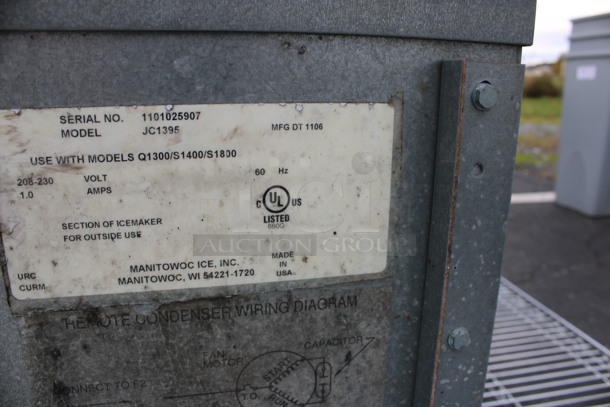 SERIAL NO. 1101025907
MODEL JC1395 MFG DT 1106
USE WITH MODELS Q1300/S1400/S1800
208-230 VOLT 60 Hz
1.0 AMPS
C UL US
LISTED
SECTION OF ICEMAKER
FOR OUTSIDE USE
AUCTION GROUP
MANITOWOC ICE, INC.
MANITOWOC, WI 54221-1720
MADE
IN
USA
URC
CURM
REMOTE CONDENSER WIRING DIAGRAM
FAN
MOTOR
CAPACITOR
CONNECT TO F2
T.O.
START
RUN